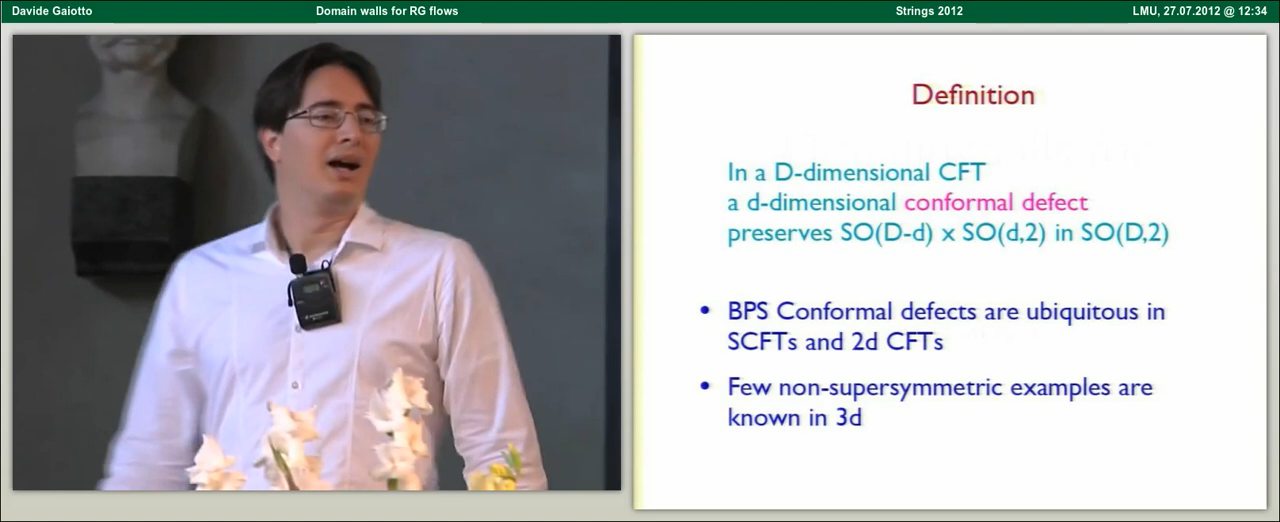 Davide Gaiotto
Domain walls for RG flows
Strings 2012
LMU, 27.07.2012 @ 12:34
Definition
In a D-dimensional CFT
a d-dimensional conformal defect
preserves SO(D-d) x SO(d,2) in SO(D,2)
• BPS Conformal defects are ubiquitous in
SCFTs and 2d CFTs
• Few non-supersymmetric examples are
known in 3d